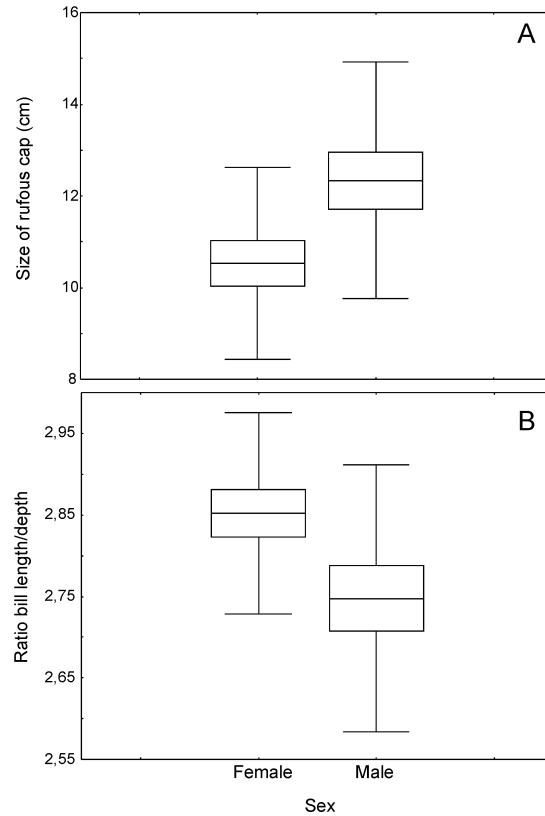 A
Size of rufous cap (cm)
16
14
12
10
8
B
Ratio bill length/depth
2,95
2,85
2,75
2,65
2,55
Female Male
Sex